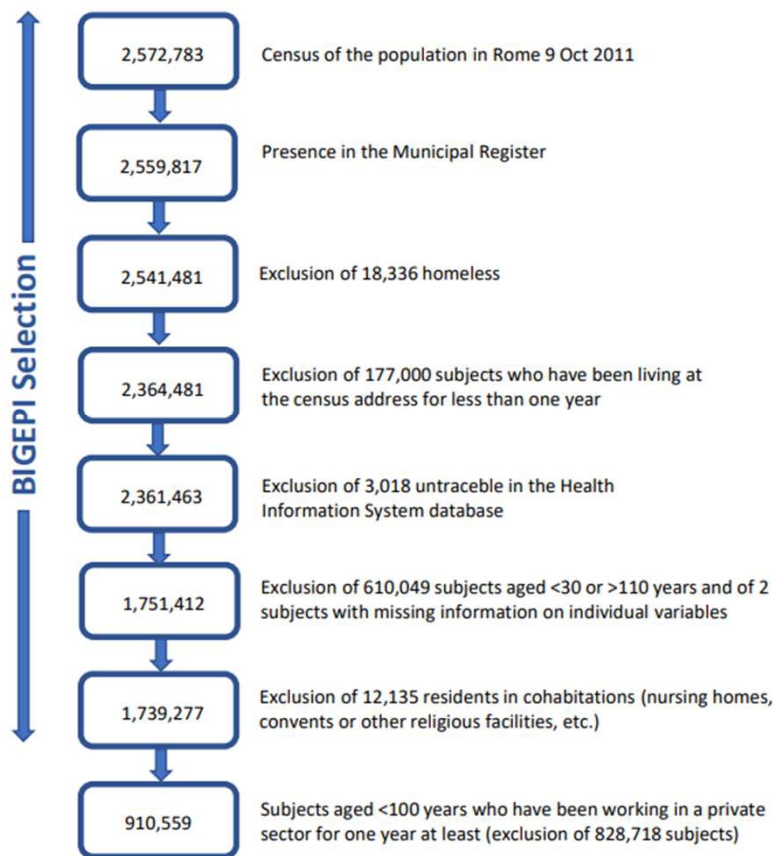 BIGEPI Selection
2,572,783
Census of the population in Rome 9 Oct 2011
2,559,817
Presence in the Municipal Register
2,541,481
Exclusion of 18,336 homeless
2,364,481
Exclusion of 177,000 subjects who have been living at
the census address for less than one year
2,361,463
Exclusion of 3,018 untraceble in the Health
Information System database
1,751,412
Exclusion of 610,049 subjects aged <30 or >110 years and of 2
subjects with missing information on individual variables
1,739,277
Exclusion of 12,135 residents in cohabitations (nursing homes,
convents or other religious facilities, etc.)
910,559
Subjects aged <100 years who have been working in a private
sector for one year at least (exclusion of 828,718 subjects)